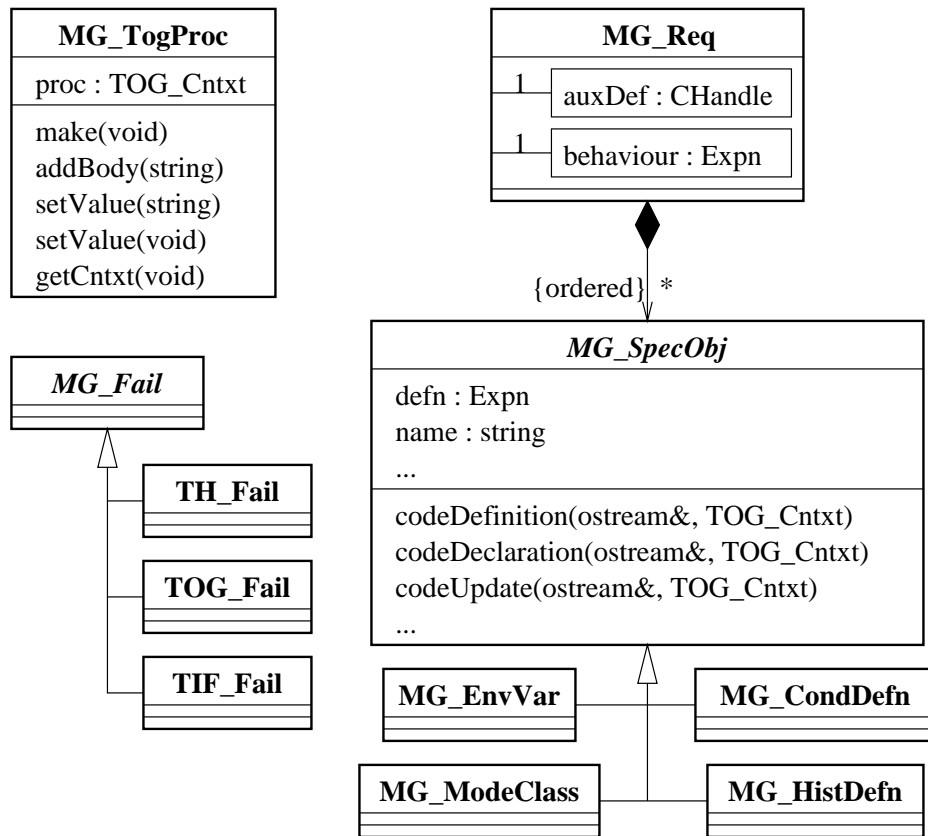 MG_TogProc
proc : TOG_Cntxt
make(void)
addBody(string)
setValue(string)
setValue(void)
getCntxt(void)
MG_Req
1
auxDef : CHandle
1
behaviour : Expn
{ordered} *
MG_SpecObj
defn : Expn
name : string
...
codeDefinition(ostream&, TOG_Cntxt)
codeDeclaration(ostream&, TOG_Cntxt)
codeUpdate(ostream&, TOG_Cntxt)
...
MG_Fail
TH_Fail
TOG_Fail
TIF_Fail
MG_EnvVar
MG_CondDefn
MG_ModeClass
MG_HistDefn